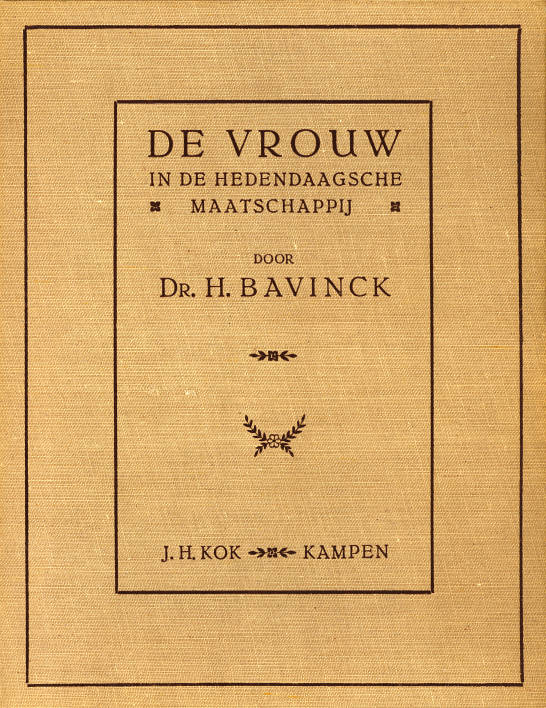 DE VROUW
IN DE HEDENDAAGSCHE
MAATSCHAPPIJ
DOOR
DR. H. BAVINCK
J. H. KOK KAMPEN